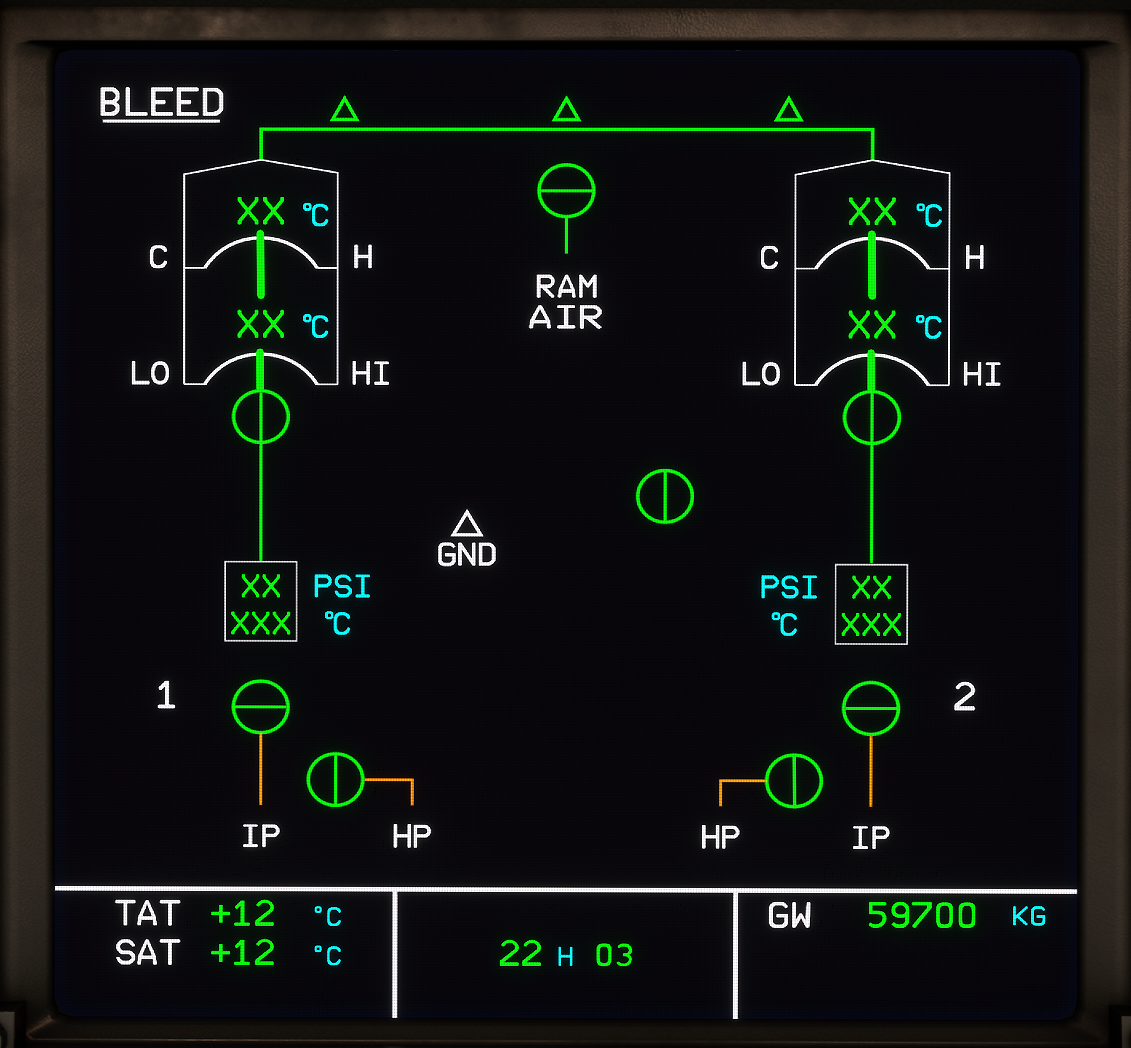 BLEED
XX °C
XX °C
C H
C H
RAM
AIR
XX °C
XX °C
LO HI
LO HI
GND
XX PSI
PSI XX
XXX °C
°C XXX
1
2
IP HP
HP IP
TAT +12 °C
GW 59700 KG
SAT +12 °C
22 H 03